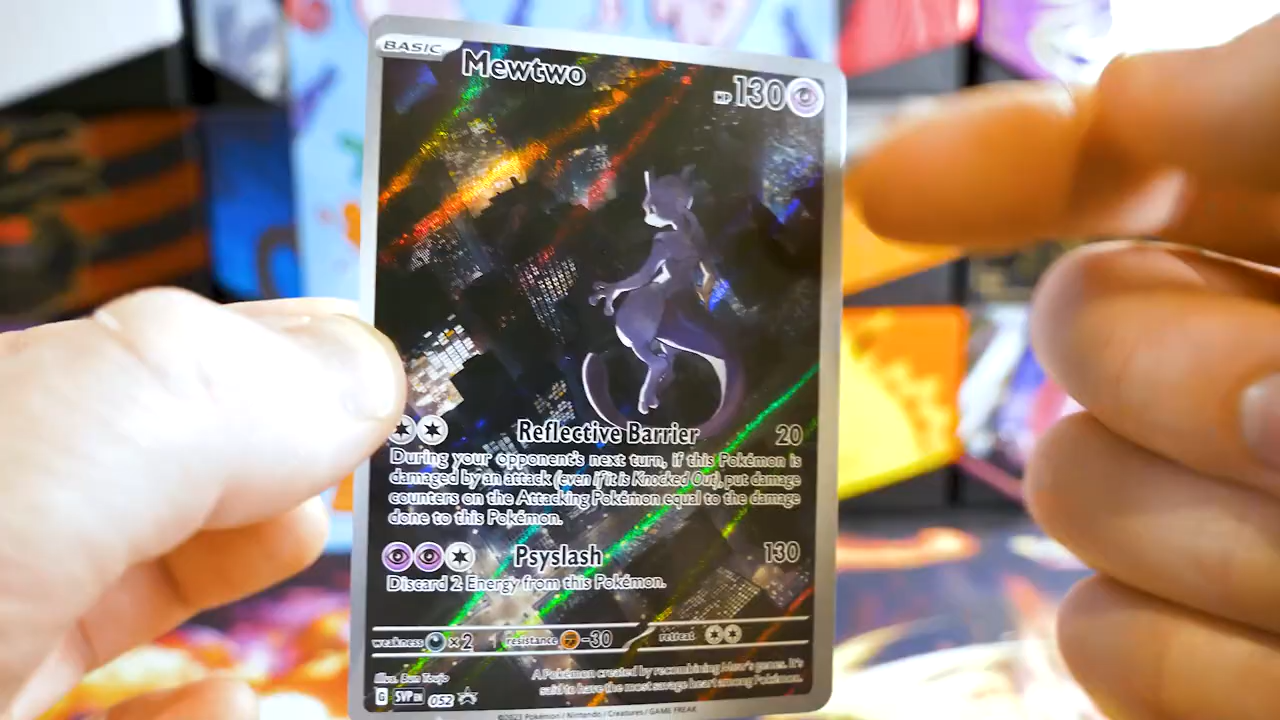 BASIC
Mewtwo
HP 130
Reflective Barrier 20
During your opponent's next turn, if this Pokémon is
damaged by an attack (even if it is Knocked Out), put damage
counters on the Attacking Pokémon equal to the damage
done to this Pokémon.
Psyslash 130
Discard 2 Energy from this Pokémon.
weakness ×2 resistance -30 retreat
Illus. Gun Toujo
A Pokémon created by recombining Mew's genes. It's
said to have the most savage heart among Pokémon.
G SVP EN 052
©2023 Pokémon / Nintendo / Creatures / GAME FREAK